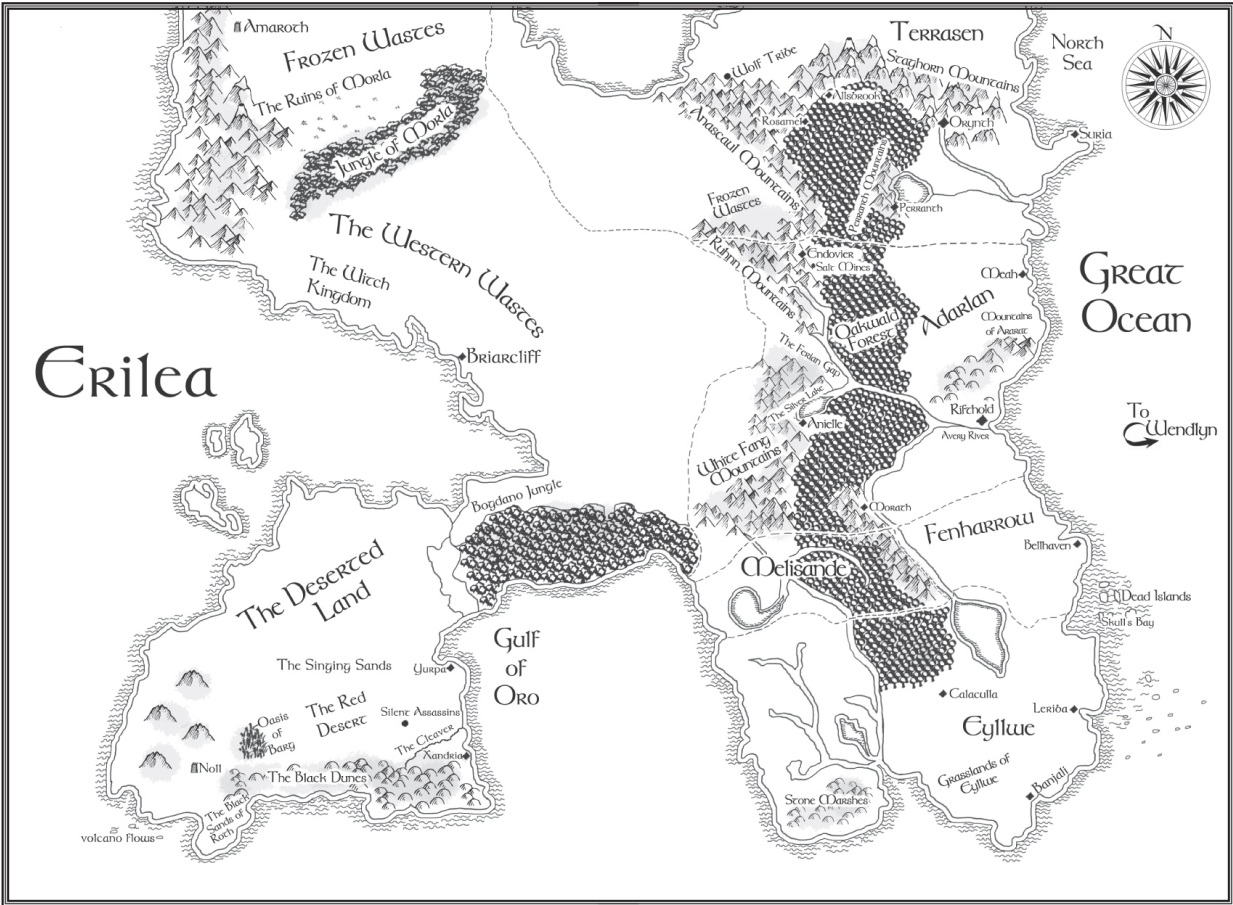 Amaroth
Frozen Wastes
The Ruins of Morla
Jungle of Morla
The Western Wastes
The Witch
Kingdom
Briarcliff
Erilea
Wolf Tribe
Terrasen
Staghorn Mountains
North
Sea
N
Allsbrook
Rosamel
Orynth
Suria
Anascaul Mountains
Perranth Mountains
Frozen
Wastes
Perranth
Ruhnn Mountains
Endovier
Salt Mines
Meah
Great
Ocean
Adarlan
Oakwald
Forest
Mountains
of Ararat
The Ferian Gap
The Silver Lake
Anielle
Rifthold
Avery River
To
Wendlyn
White Fang
Mountains
Morath
Fenharrow
Bellhaven
Bogdano Jungle
Melisande
Dead Islands
Skull's Bay
The Deserted
Land
Gulf
of
Oro
The Singing Sands
Yurpa
The Red
Desert
Silent Assassins
Oasis
of
Barq
The Cleaver
Xandria
Noll
The Black Dunes
The Black
Sands of
Roth
volcano flows
Calaculla
Eyllwe
Leriba
Grasslands of
Eyllwe
Banjali
Stone Marshes